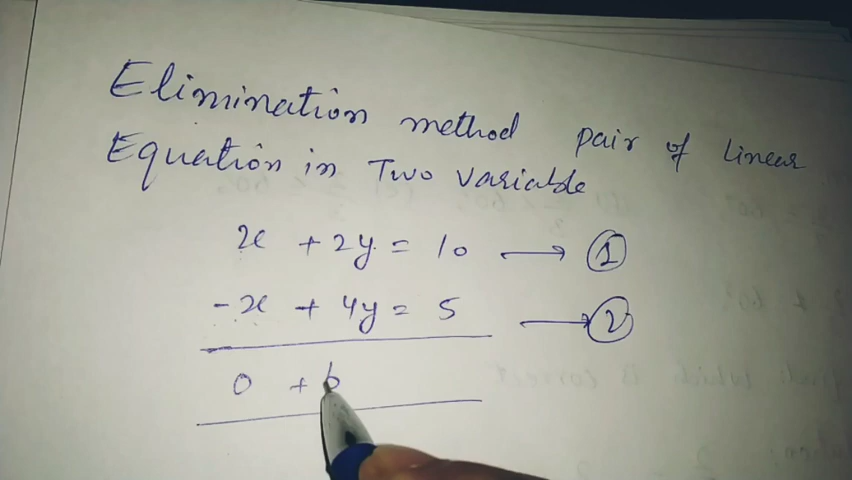 Elimination method pair of linear
Equation in Two variable
x + 2y = 10 → ①
-x + 4y = 5 → ②
0 + 6